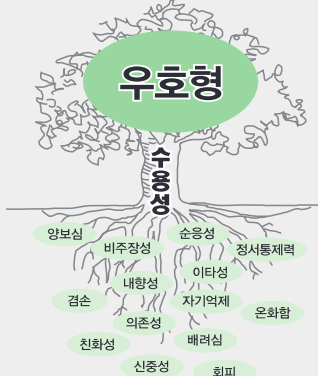 우호형
수용성
양보심
순응성
비주장성
정서통제력
이타성
내향성
겸손
자기억제
온화함
의존성
친화성
배려심
신중성
회피